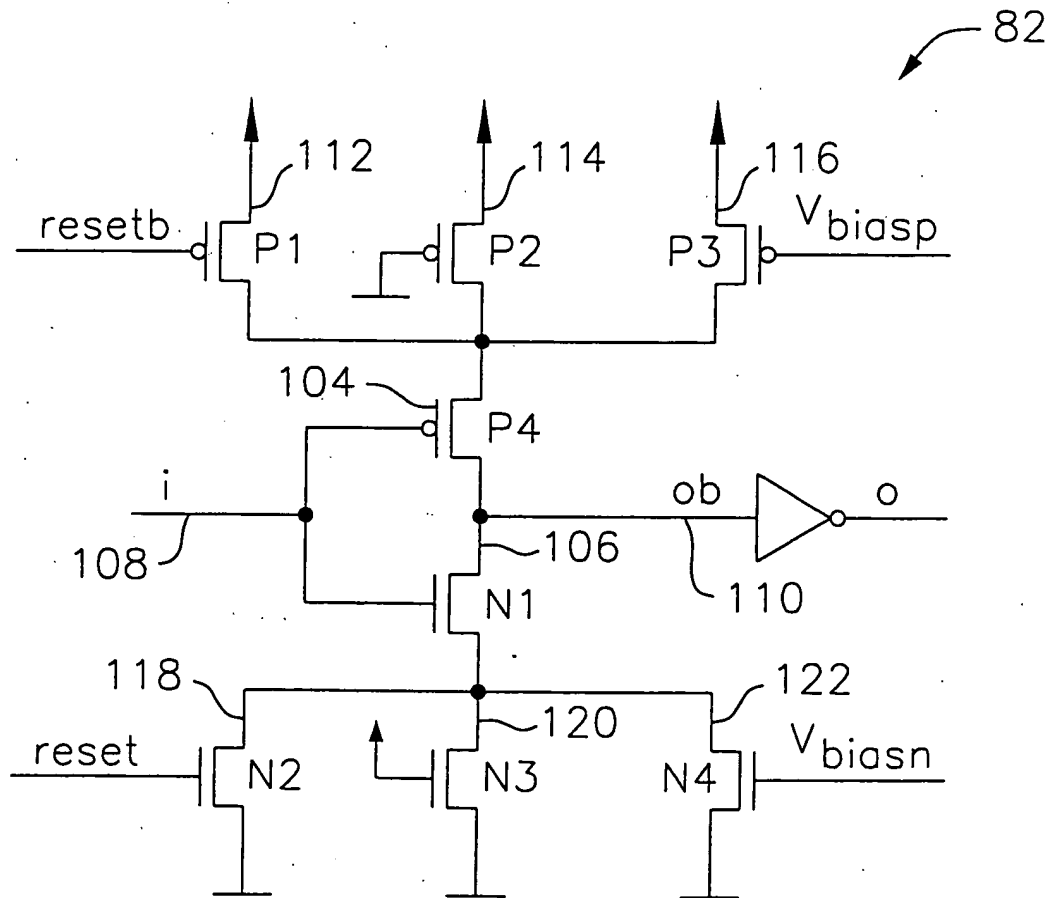 82
112
114
116
resetb
P1
P2
P3
Vbiasp
104
P4
i
ob
o
108
106
110
N1
118
120
122
reset
N2
N3
N4
Vbiasn